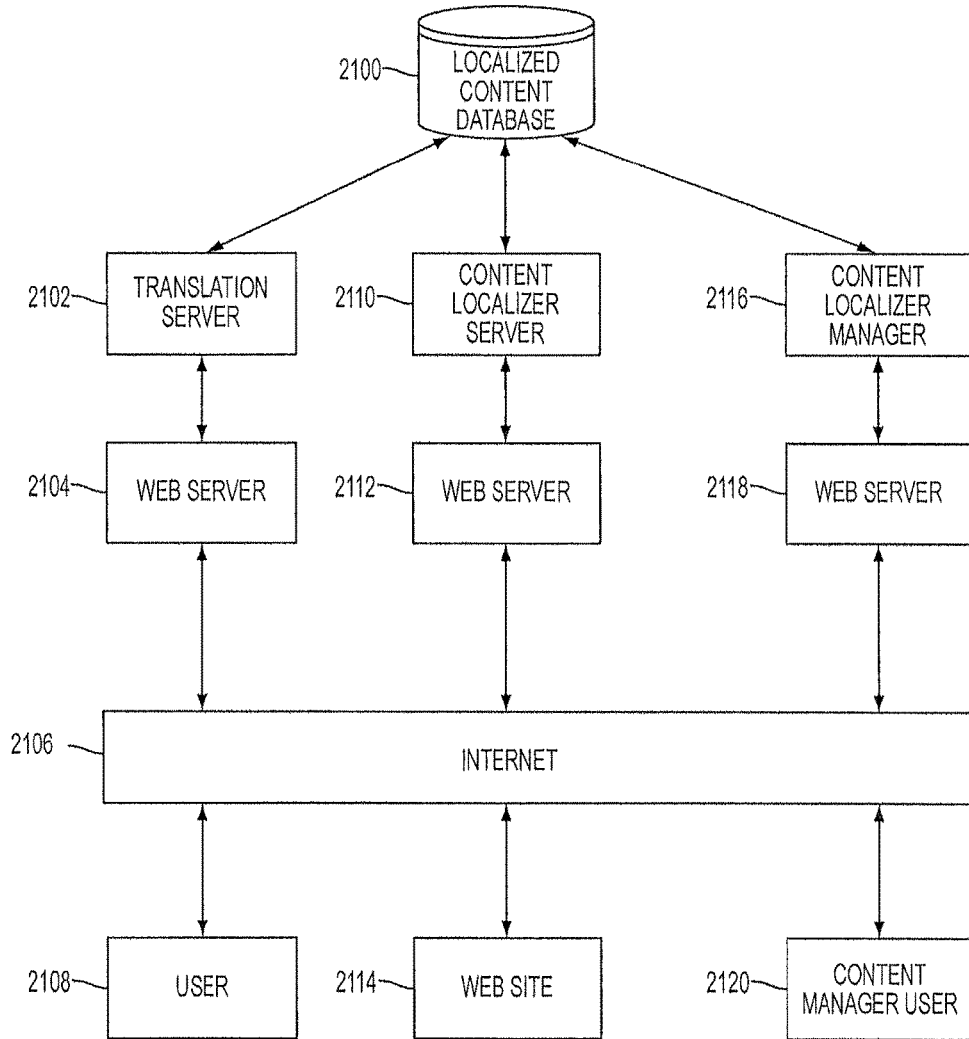 2100
LOCALIZED
CONTENT
DATABASE
2102
TRANSLATION
SERVER
2110
CONTENT
LOCALIZER
SERVER
2116
CONTENT
LOCALIZER
MANAGER
2104
WEB SERVER
2112
WEB SERVER
2118
WEB SERVER
2106
INTERNET
2108
USER
2114
WEB SITE
2120
CONTENT
MANAGER USER